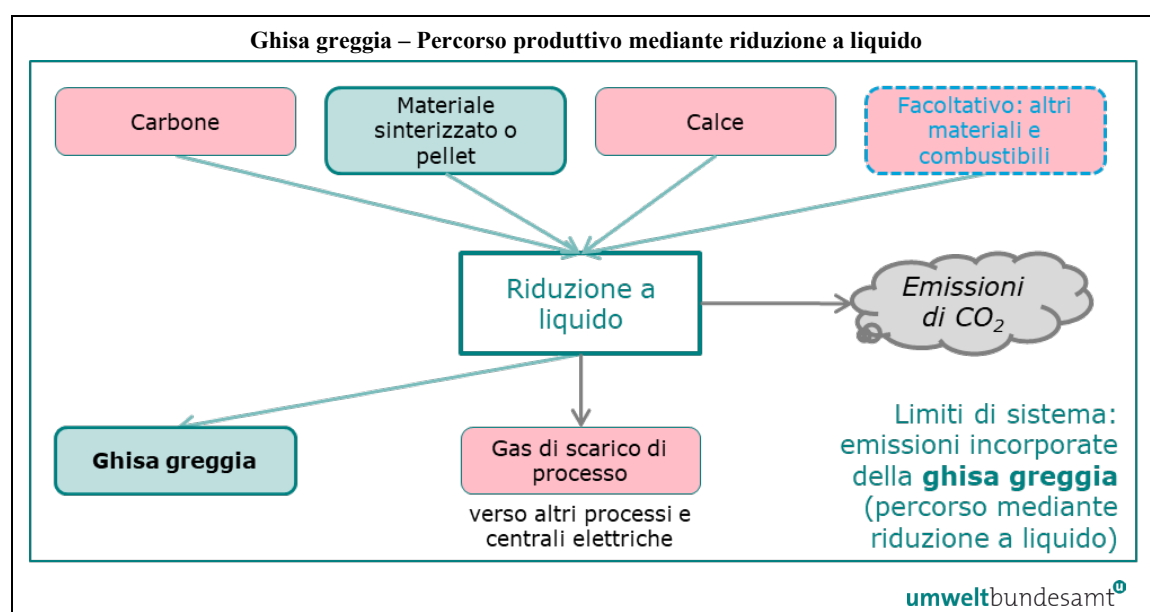 Ghisa greggia – Percorso produttivo mediante riduzione a liquido
Carbone
Materiale
sinterizzato o
pellet
Calce
Facoltativo: altri
materiali e
combustibili
Riduzione a
liquido
Emissioni
di CO₂
Ghisa greggia
Gas di scarico di
processo
verso altri processi e
centrali elettriche
Limiti di sistema:
emissioni incorporate
della ghisa greggia
(percorso mediante
riduzione a liquido)
umweltbundesamt
u